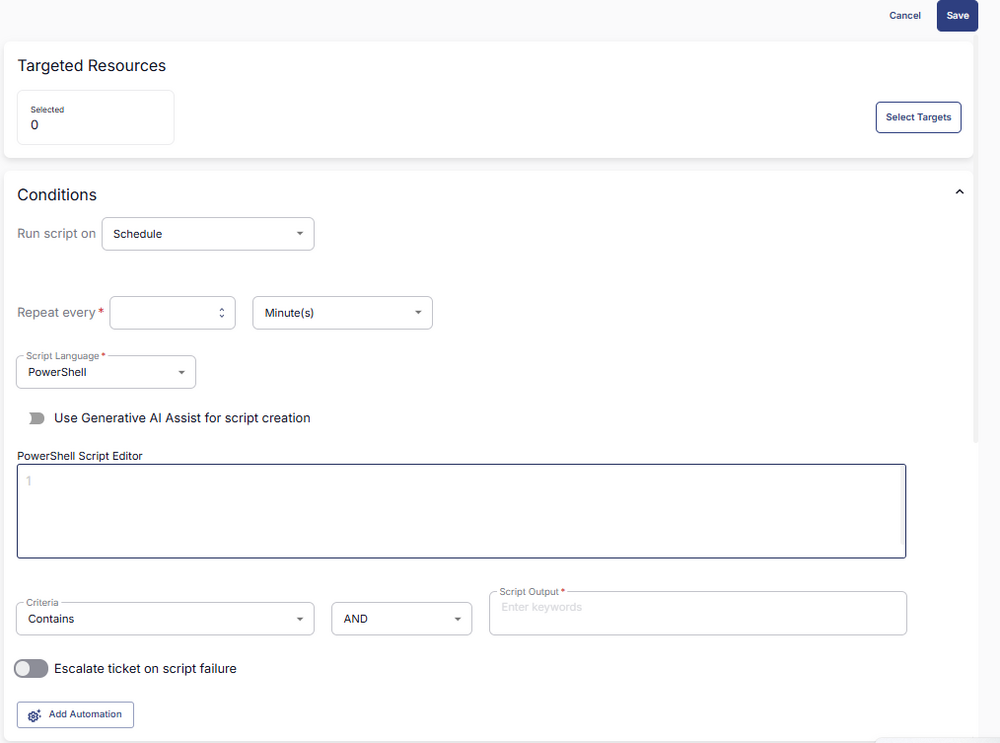 Cancel Save
Targeted Resources
Selected
0
Select Targets
Conditions
Run script on Schedule
Repeat every * Minute(s)
Script Language *
PowerShell
Use Generative AI Assist for script creation
PowerShell Script Editor
1
Criteria
Contains
AND
Script Output *
Enter keywords
Escalate ticket on script failure
Add Automation